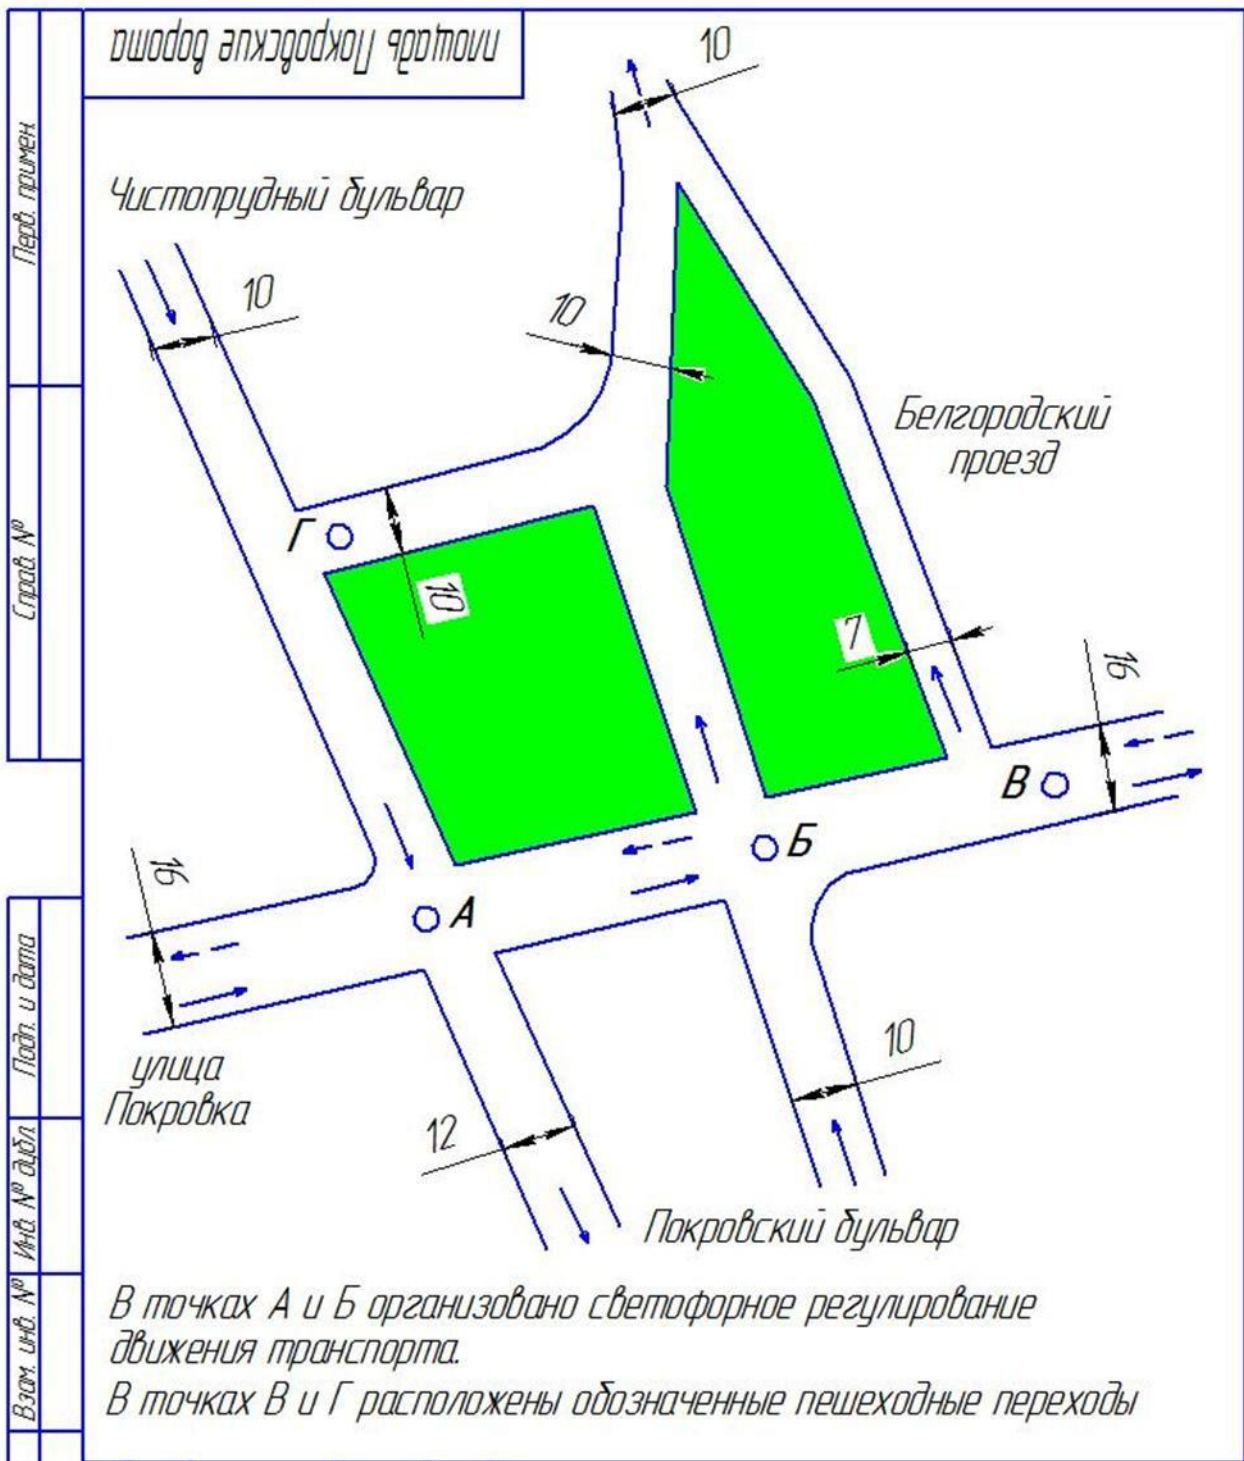 площадь Покровские ворота
10
Перв. примен.
Чистопрудный бульвар
10
10
Белгородский
проезд
Справ. №
Г
10
7
16
В
Б
16
А
Подп. и дата
улица
Покровка
10
12
Инв. № дубл.
Покровский бульвар
Взам. инв. №
В точках А и Б организовано светофорное регулирование
движения транспорта.
В точках В и Г расположены обозначенные пешеходные переходы